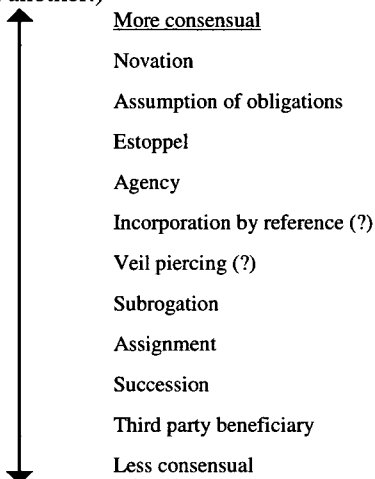 another.)
More consensual
Novation
Assumption of obligations
Estoppel
Agency
Incorporation by reference (?)
Veil piercing (?)
Subrogation
Assignment
Succession
Third party beneficiary
Less consensual